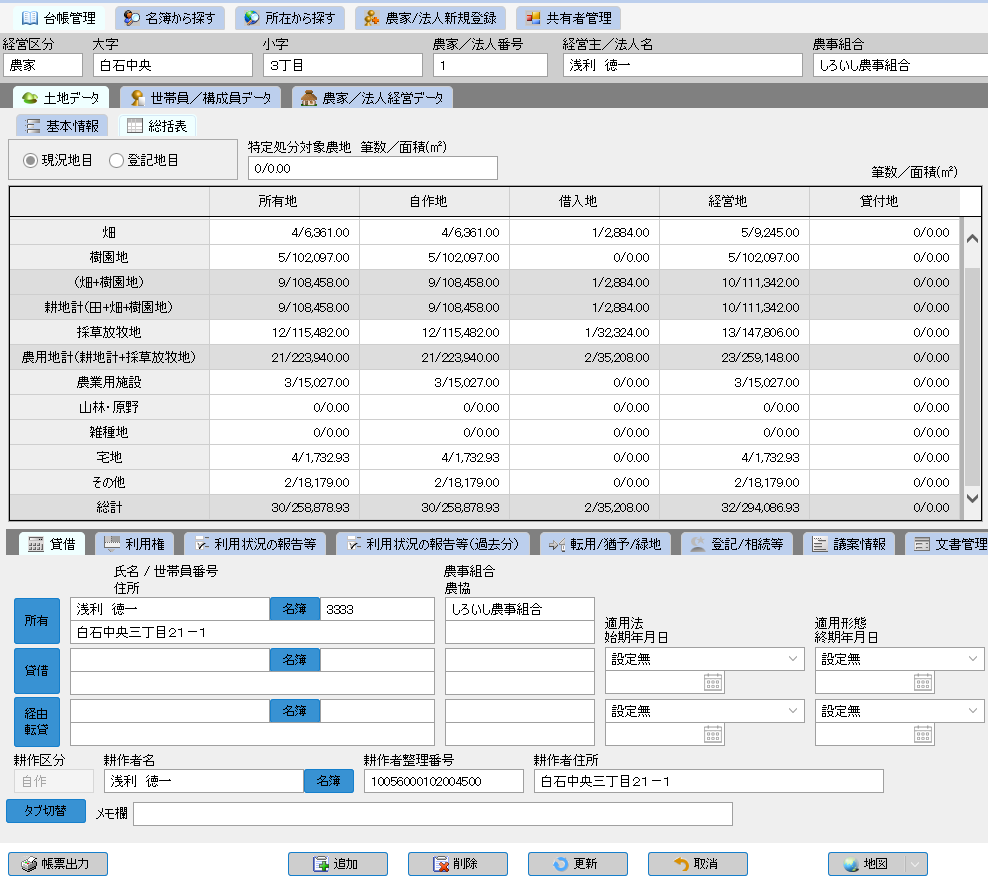 台帳管理 名簿から探す 所在から探す 農家/法人新規登録 共有者管理
経営区分 大字 小字 農家／法人番号 経営主/法人名 農事組合
農家 白石中央 3丁目 1 浅利　徳一 しろいし農事組合
土地データ 世帯員／構成員データ 農家／法人経営データ
基本情報 総括表
現況地目 登記地目
特定処分対象農地　筆数／面積(㎡)
0/0.00
筆数／面積(㎡)
所有地 自作地 借入地 経営地 貸付地
畑 4/6,361.00 4/6,361.00 1/2,884.00 5/9,245.00 0/0.00
樹園地 5/102,097.00 5/102,097.00 0/0.00 5/102,097.00 0/0.00
(畑+樹園地) 9/108,458.00 9/108,458.00 1/2,884.00 10/111,342.00 0/0.00
耕地計(田+畑+樹園地) 9/108,458.00 9/108,458.00 1/2,884.00 10/111,342.00 0/0.00
採草放牧地 12/115,482.00 12/115,482.00 1/32,324.00 13/147,806.00 0/0.00
農用地計(耕地計+採草放牧地) 21/223,940.00 21/223,940.00 2/35,208.00 23/259,148.00 0/0.00
農業用施設 3/15,027.00 3/15,027.00 0/0.00 3/15,027.00 0/0.00
山林・原野 0/0.00 0/0.00 0/0.00 0/0.00 0/0.00
雑種地 0/0.00 0/0.00 0/0.00 0/0.00 0/0.00
宅地 4/1,732.93 4/1,732.93 0/0.00 4/1,732.93 0/0.00
その他 2/18,179.00 2/18,179.00 0/0.00 2/18,179.00 0/0.00
総計 30/258,878.93 30/258,878.93 2/35,208.00 32/294,086.93 0/0.00
貸借 利用権 利用状況の報告等 利用状況の報告等(過去分) 転用/猶予/緑地 登記/相続等 議案情報 文書管理
氏名 / 世帯員番号 農事組合
住所 農協
所有 浅利　徳一 名簿 3333 しろいし農事組合
白石中央三丁目２１－１
適用法 適用形態
始期年月日 終期年月日
貸借 名簿 設定無 設定無
経由
転貸 名簿 設定無 設定無
耕作区分 耕作者名 耕作者整理番号 耕作者住所
自作 浅利　徳一 名簿 10056000102004500 白石中央三丁目２１－１
タブ切替 メモ欄
帳票出力 追加 削除 更新 取消 地図